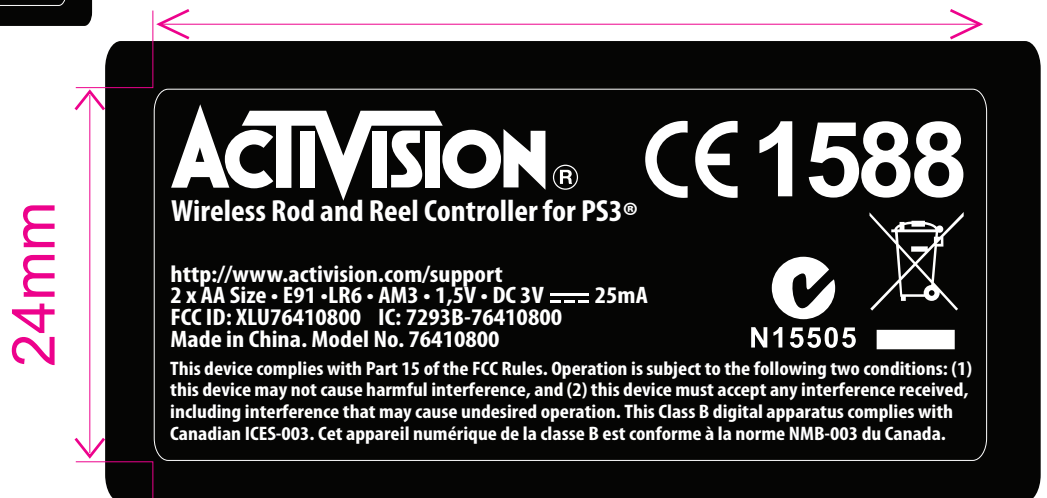 ACTIVISION®
CE 1588
Wireless Rod and Reel Controller for PS3®
http://www.activision.com/support
2 x AA Size • E91 •LR6 • AM3 • 1,5V • DC 3V 25mA
FCC ID: XLU76410800 IC: 7293B-76410800
Made in China. Model No. 76410800
N15505
This device complies with Part 15 of the FCC Rules. Operation is subject to the following two conditions: (1)
this device may not cause harmful interference, and (2) this device must accept any interference received,
including interference that may cause undesired operation. This Class B digital apparatus complies with
Canadian ICES-003. Cet appareil numérique de la classe B est conforme à la norme NMB-003 du Canada.
24mm